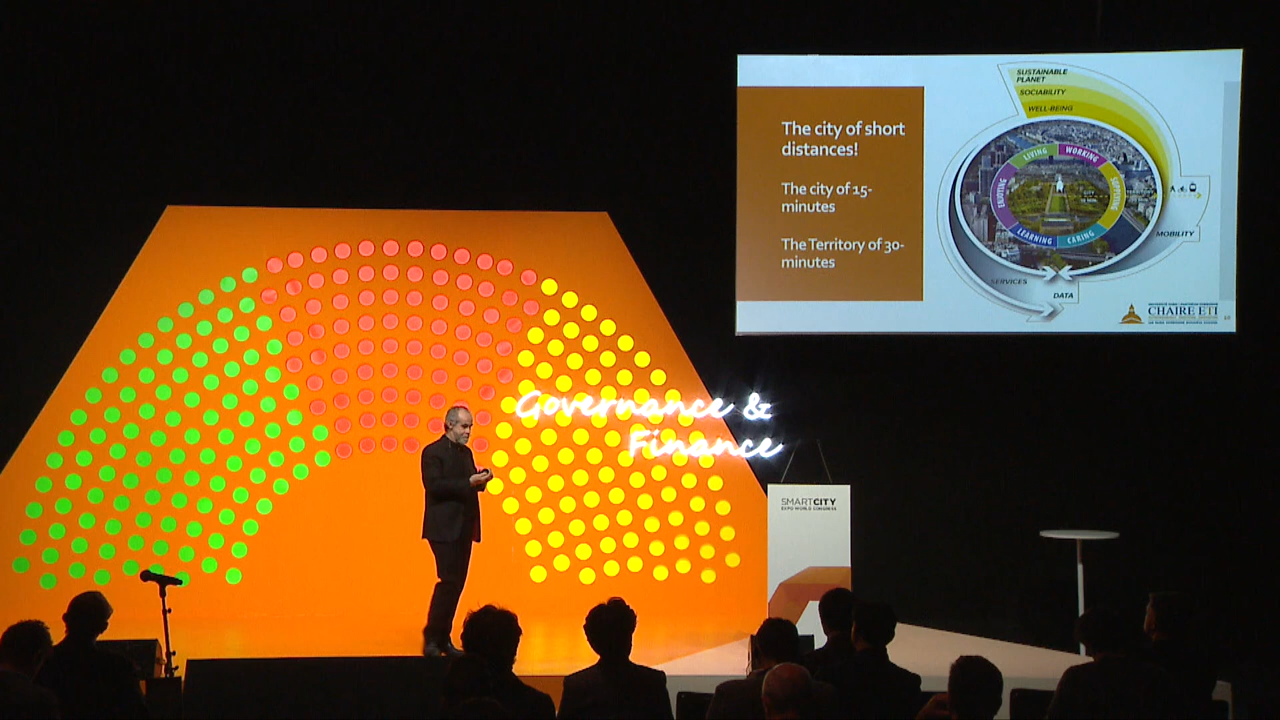 SUSTAINABLE
PLANET
SOCIABILITY
WELL-BEING
The city of short
distances!
The city of 15-
minutes
The Territory of 30-
minutes
LIVING
WORKING
SUPPLYING
CARING
LEARNING
ENJOYING
MOBILITY
SERVICES
DATA
CHAIRE ETI
Governance &
Finance
SMARTCITY
EXPO WORLD CONGRESS